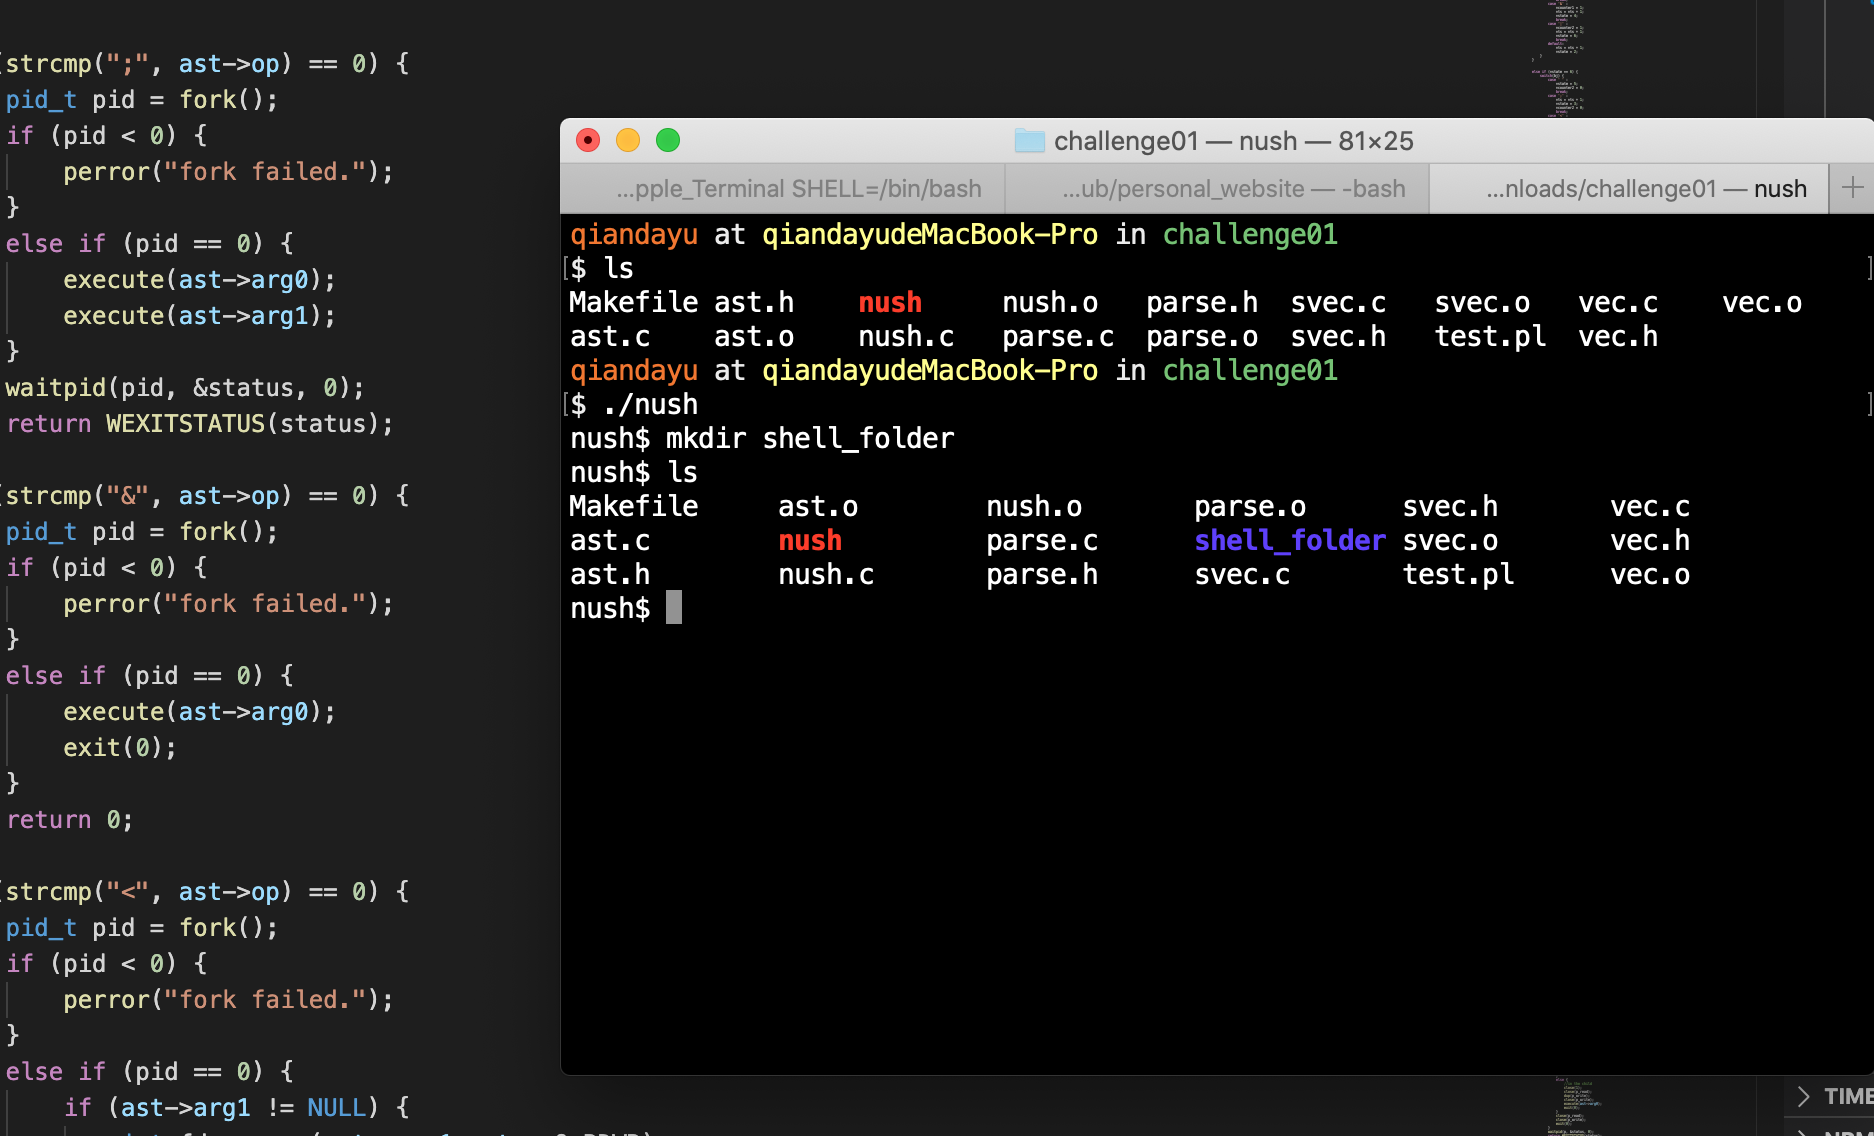 (strcmp(";", ast->op) == 0) {
pid_t pid = fork();
if (pid < 0) {
perror("fork failed.");
}
else if (pid == 0) {
execute(ast->arg0);
execute(ast->arg1);
}
waitpid(pid, &status, 0);
return WEXITSTATUS(status);
(strcmp("&", ast->op) == 0) {
pid_t pid = fork();
if (pid < 0) {
perror("fork failed.");
}
else if (pid == 0) {
execute(ast->arg0);
exit(0);
}
return 0;
(strcmp("<", ast->op) == 0) {
pid_t pid = fork();
if (pid < 0) {
perror("fork failed.");
}
else if (pid == 0) {
if (ast->arg1 != NULL) {
challenge01 — nush — 81×25
...pple_Terminal SHELL=/bin/bash
...ub/personal_website — -bash
...nloads/challenge01 — nush
qiandayu at qiandayudeMacBook-Pro in challenge01
[$ ls ]
Makefile ast.h nush nush.o parse.h svec.c svec.o vec.c vec.o
ast.c ast.o nush.c parse.c parse.o svec.h test.pl vec.h
qiandayu at qiandayudeMacBook-Pro in challenge01
[$ ./nush ]
nush$ mkdir shell_folder
nush$ ls
Makefile ast.o nush.o parse.o svec.h vec.c
ast.c nush parse.c shell_folder svec.o vec.h
ast.h nush.c parse.h svec.c test.pl vec.o
nush$
> TIME